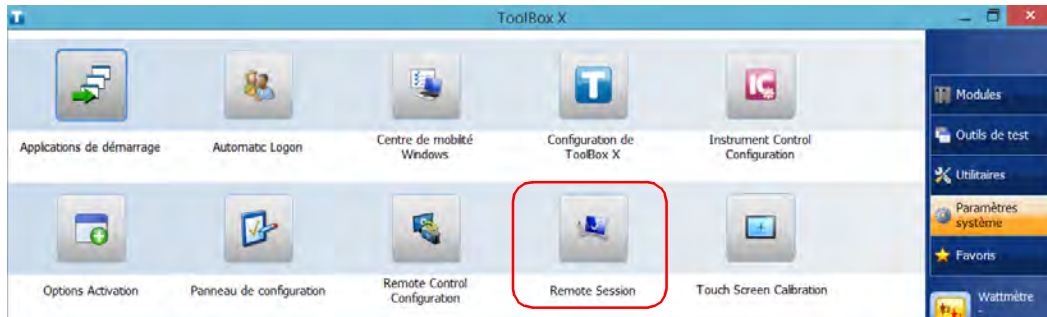 ToolBox X
Applications de démarrage
Automatic Logon
Centre de mobilité
Windows
Configuration de
ToolBox X
Instrument Control
Configuration
Options Activation
Panneau de configuration
Remote Control
Configuration
Remote Session
Touch Screen Calibration
Modules
Outils de test
Utilitaires
Paramètres
système
Favoris
Wattmètre